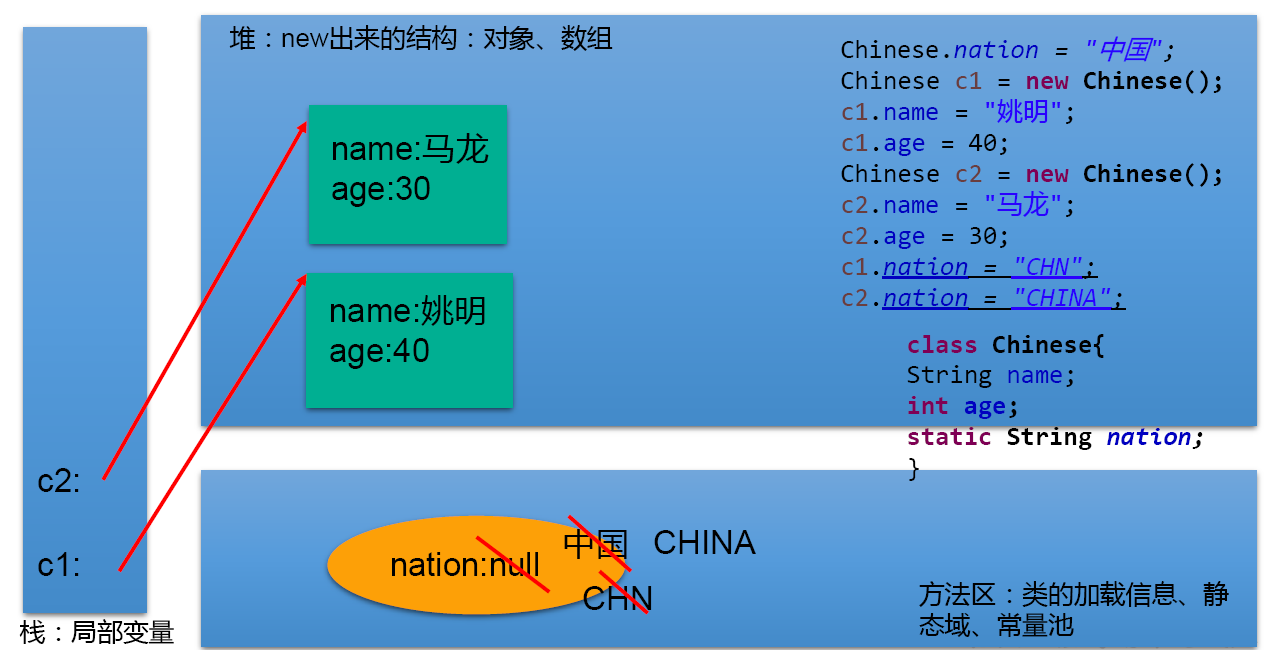 堆：new出来的结构：对象、数组
Chinese.nation = "中国";
Chinese c1 = new Chinese();
c1.name = "姚明";
c1.age = 40;
Chinese c2 = new Chinese();
c2.name = "马龙";
c2.age = 30;
c1.nation = "CHN";
c2.nation = "CHINA";
class Chinese{
String name;
int age;
static String nation;
}
name:马龙
age:30
name:姚明
age:40
c2:
c1:
栈：局部变量
nation:null
中国
CHINA
CHN
方法区：类的加载信息、静
态域、常量池